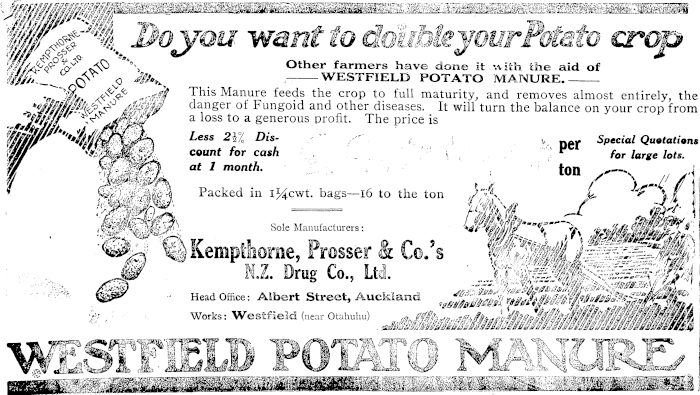 KEMPTHORNE
PROSSER
&
CO. LTD
POTATO
WESTFIELD
MANURE
Do you want to double your Potato crop
Other farmers have done it with the aid of
WESTFIELD POTATO MANURE.
This Manure feeds the crop to full maturity, and removes almost entirely, the
danger of Fungoid and other diseases. It will turn the balance on your crop from
a loss to a generous profit. The price is
Less 2½% Dis-
count for cash
at 1 month.
per
ton
Special Quotations
for large lots.
Packed in 1¼cwt. bags—16 to the ton
Sole Manufacturers:
Kempthorne, Prosser & Co.'s
N.Z. Drug Co., Ltd.
Head Office: Albert Street, Auckland
Works: Westfield (near Otahuhu)
WESTFIELD POTATO MANURE